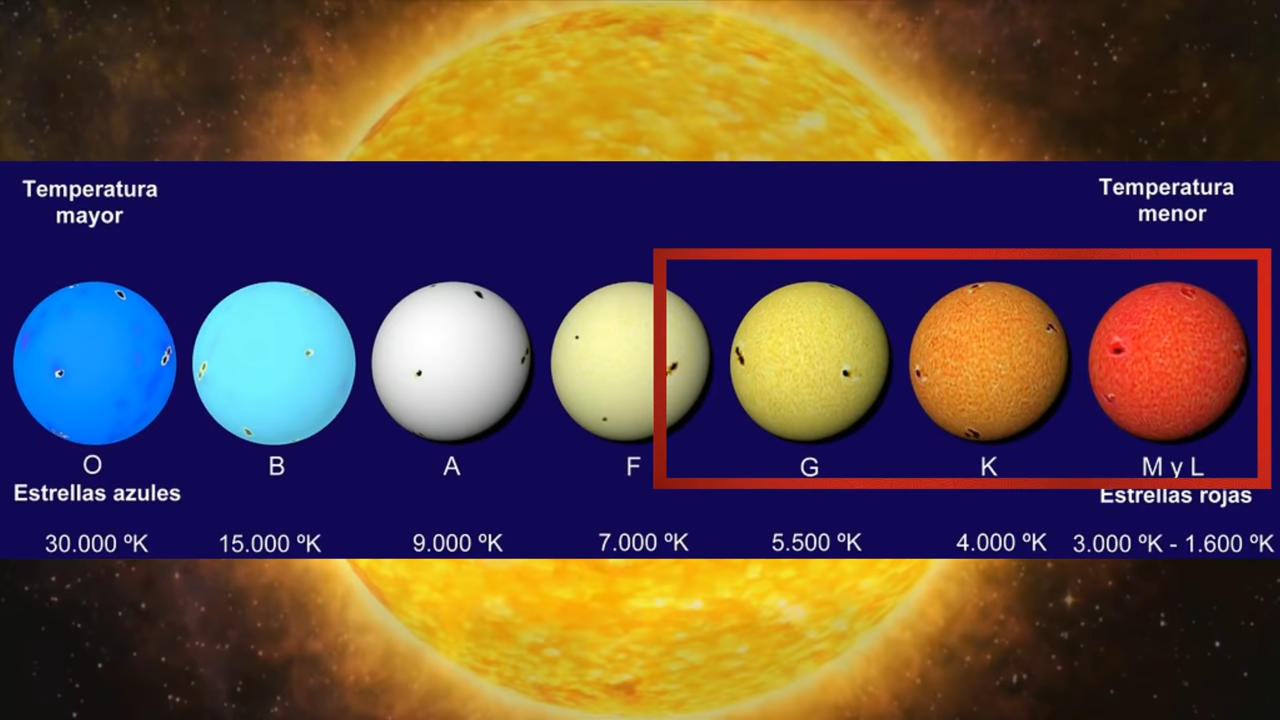 Temperatura
mayor
Temperatura
menor
O
B
A
F
G
K
M y L
Estrellas azules
Estrellas rojas
30.000 ºK
15.000 ºK
9.000 ºK
7.000 ºK
5.500 ºK
4.000 ºK
3.000 ºK - 1.600 ºK